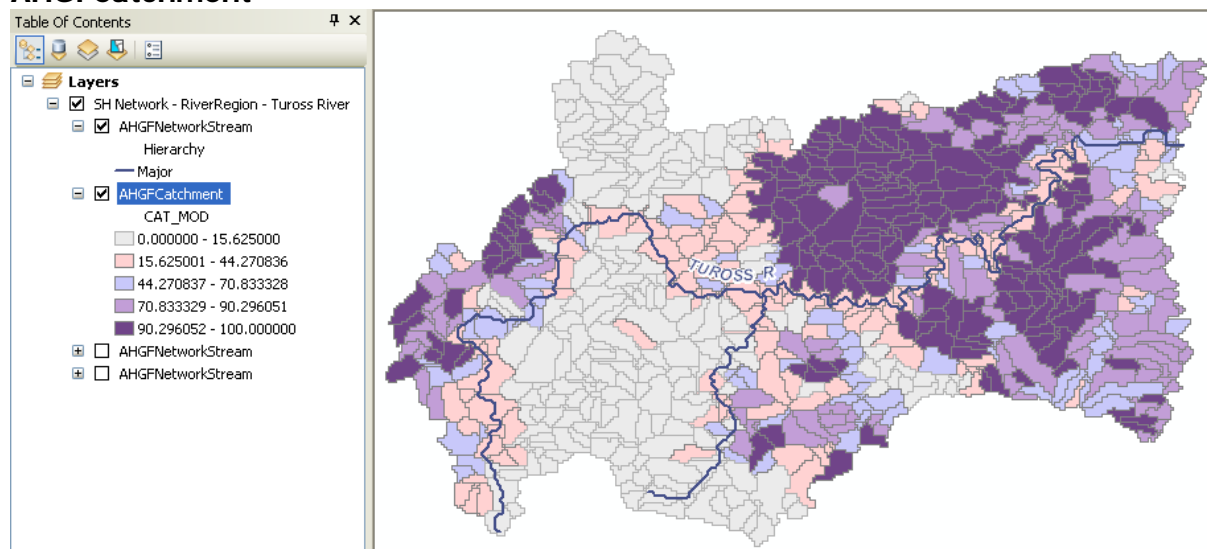 AHGFCatchment
Table Of Contents
Layers
SH Network - RiverRegion - Tuross River
AHGFNetworkStream
Hierarchy
Major
AHGFCatchment
CAT_MOD
0.000000 - 15.625000
15.625001 - 44.270836
44.270837 - 70.833328
70.833329 - 90.296051
90.296052 - 100.000000
AHGFNetworkStream
AHGFNetworkStream
TUROSS R